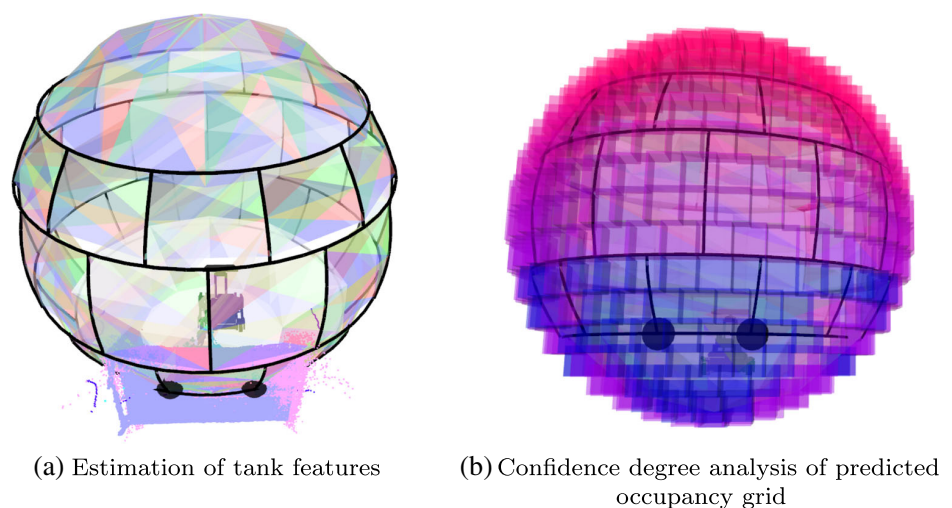 (a) Estimation of tank features
(b) Confidence degree analysis of predicted
occupancy grid